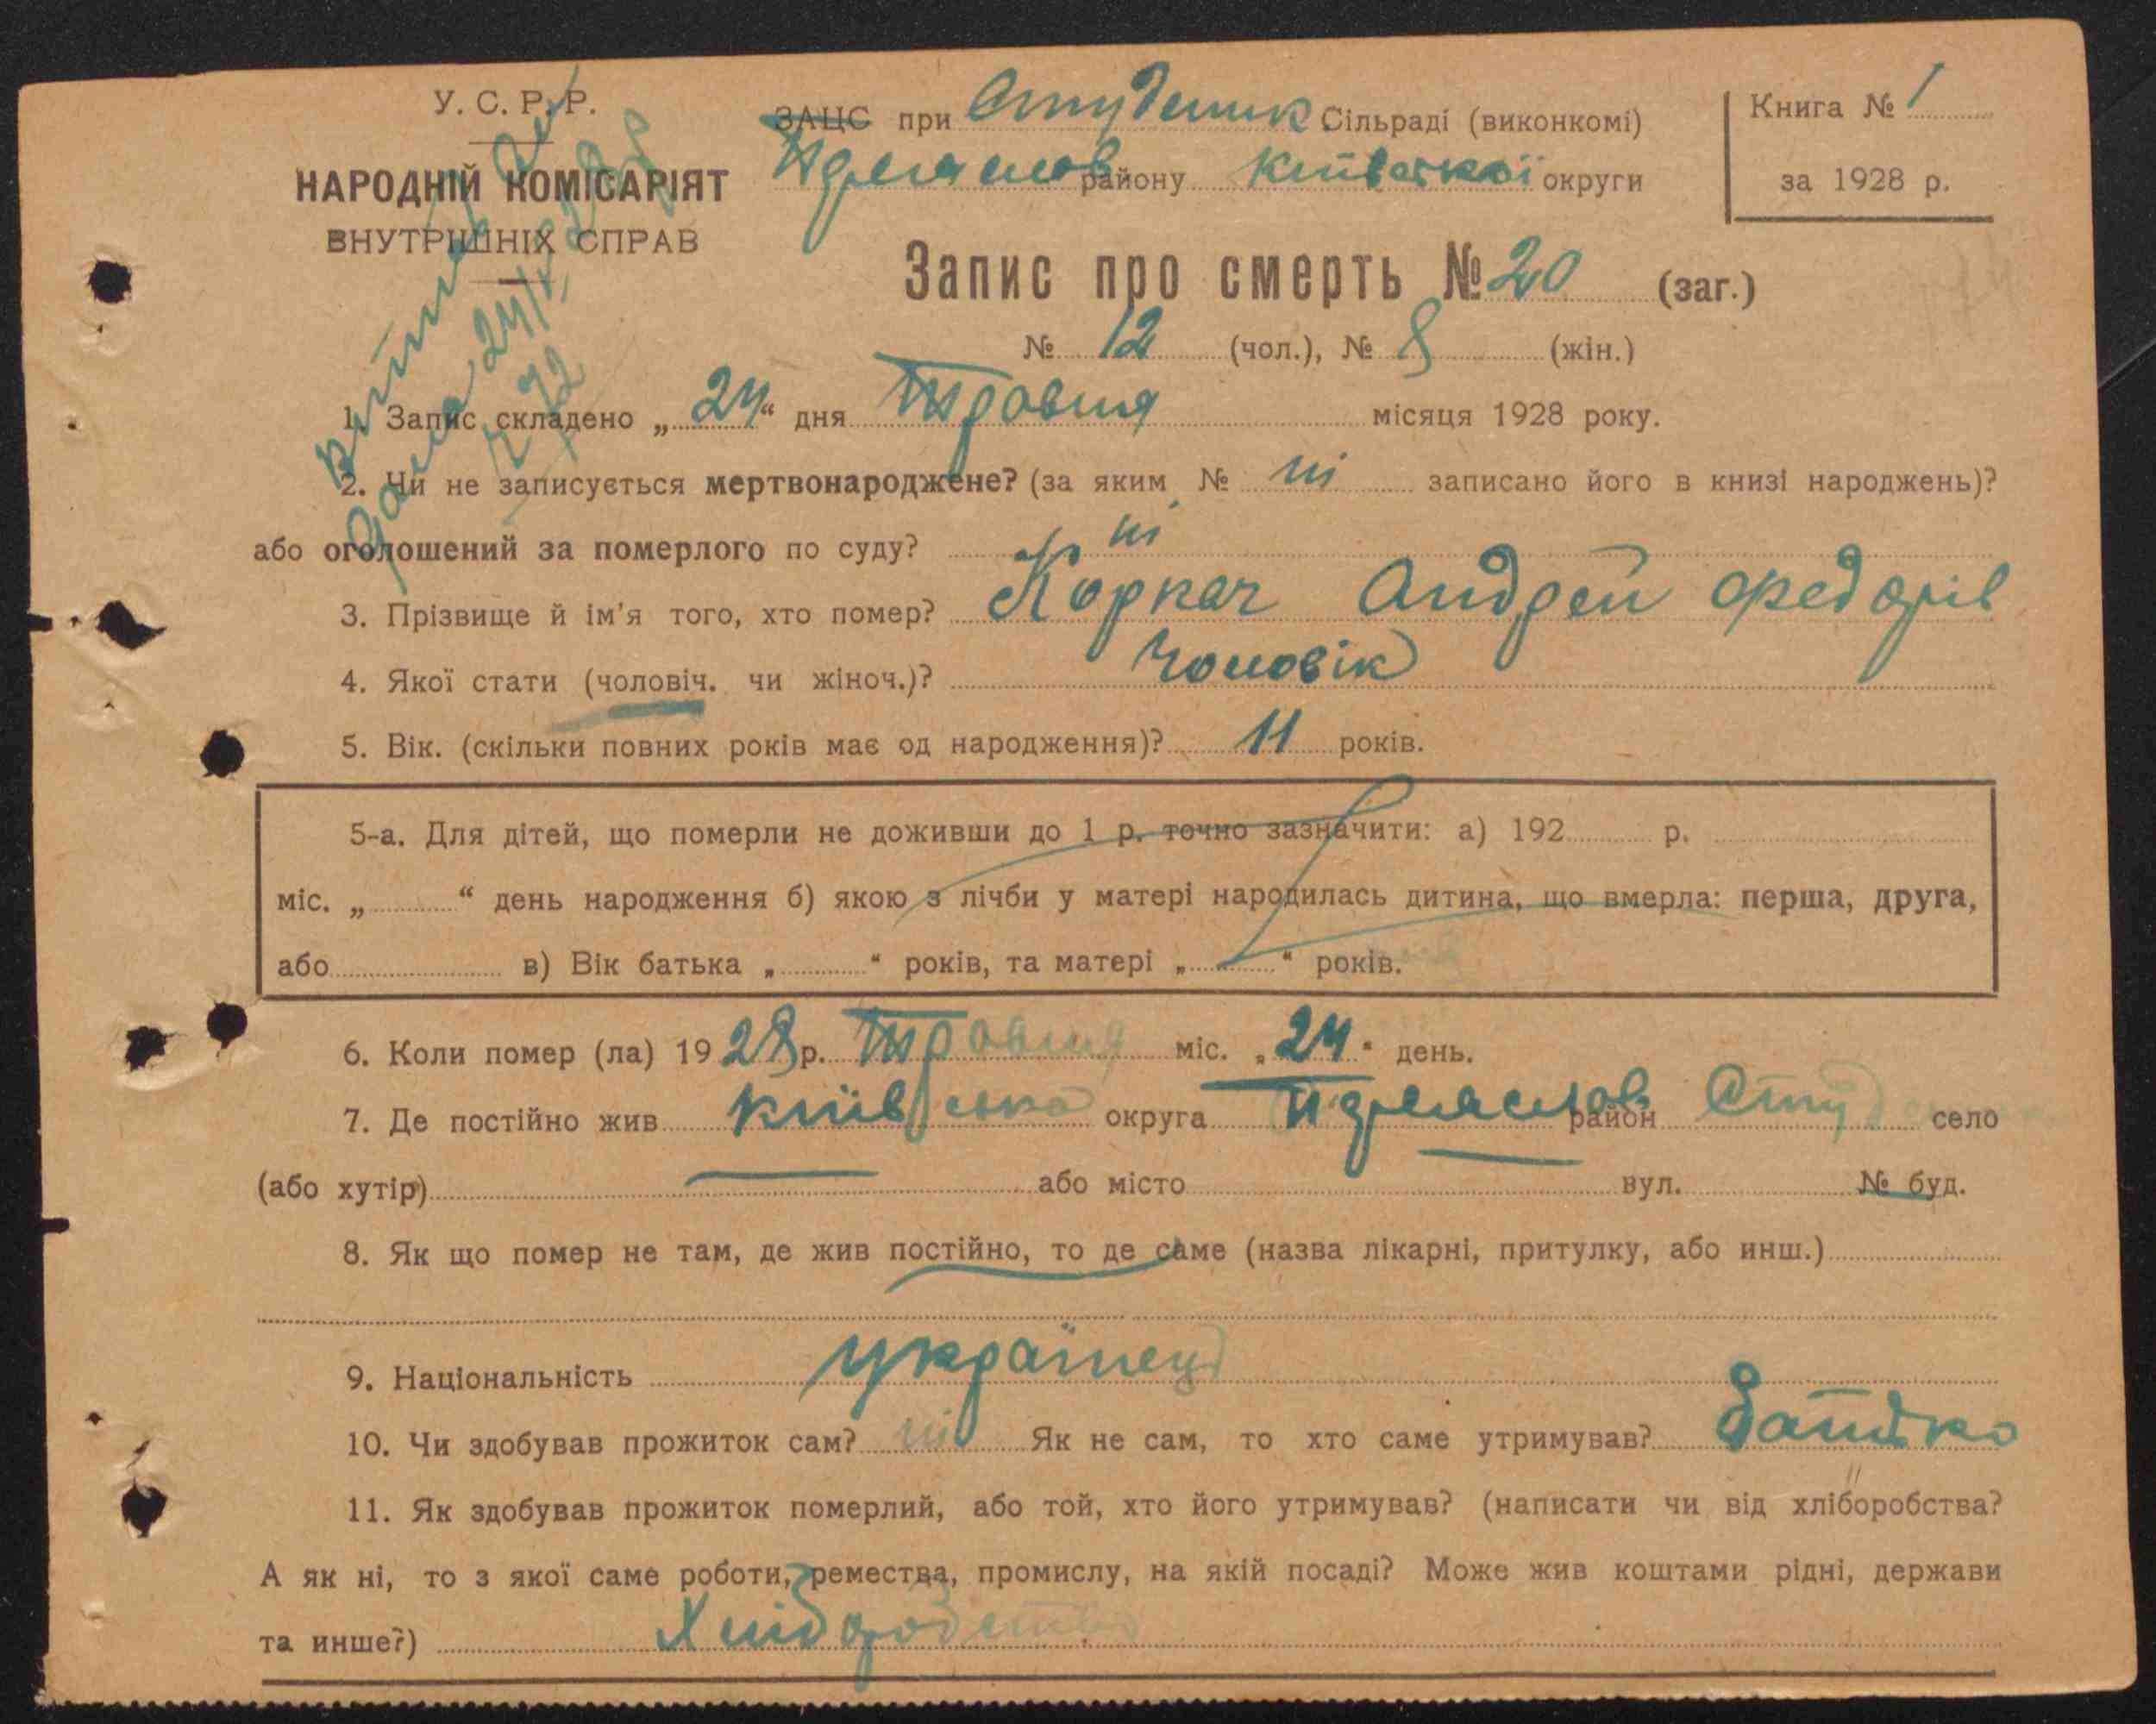 У. С. Р. Р.
НАРОДНІЙ КОМІСАРІЯТ
ВНУТРІШНІХ СПРАВ
ЗАЦС при Студеник Сільраді (виконкомі)
району Київської округи
Книга № 1
за 1928 р.
Запис про смерть № 20 (заг.)
№ 12 (чол.), № 8 (жін.)
1. Запис складено „24“ дня Травня місяця 1928 року.
2. Чи не записується мертвонароджене? (за яким № ні записано його в книзі народжень)?
або оголошений за померлого по суду? ні
3. Прізвище й ім'я того, хто помер? Коркач Андрей Федорів
4. Якої стати (чоловіч. чи жіноч.)? Чоловік
5. Вік. (скільки повних років має од народження)? 11 років.
5-а. Для дітей, що померли не доживши до 1 р. точно зазначити: а) 192 р.
міс. „ “ день народження б) якою з лічби у матері народилась дитина, що вмерла: перша, друга,
або в) Вік батька „ “ років, та матері „ “ років.
6. Коли помер (ла) 1928 р. Травня міс. „24“ день.
7. Де постійно жив Київська округа район Студ село
(або хутір) або місто вул. № буд.
8. Як що помер не там, де жив постійно, то де саме (назва лікарні, притулку, або инш.)
9. Національність українець
10. Чи здобував прожиток сам? ні Як не сам, то хто саме утримував? Батько
11. Як здобував прожиток померлий, або той, хто його утримував? (написати чи від хліборобства?
А як ні, то з якої саме роботи, ремества, промислу, на якій посаді? Може жив коштами рідні, держави
та инше?) Хліборобство